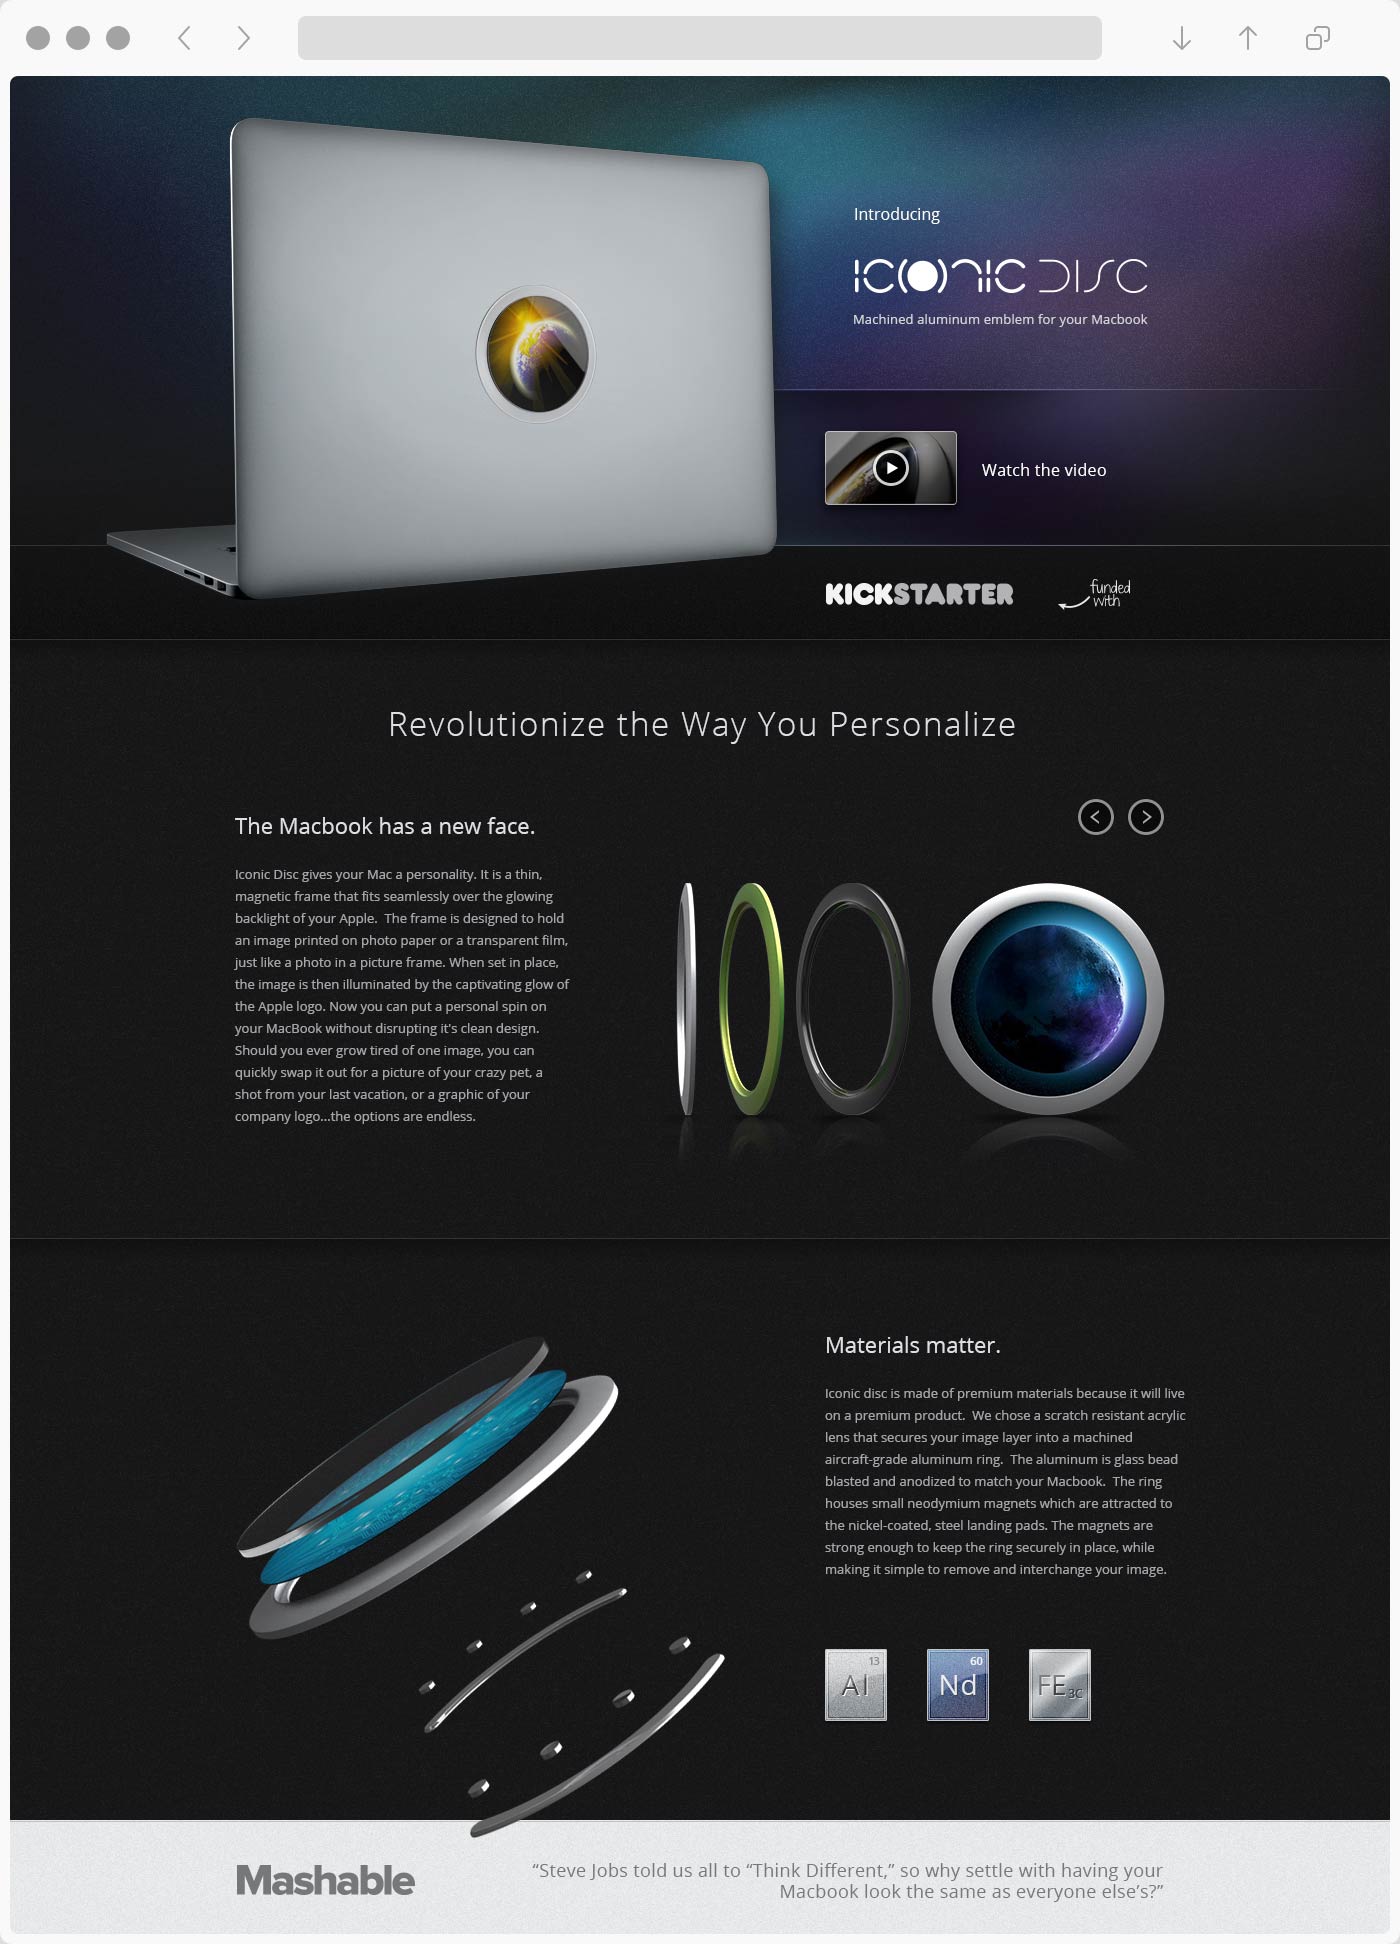 Introducing
ICONIC DISC
Machined aluminum emblem for your Macbook
Watch the video
KICKSTARTER
funded
with
Revolutionize the Way You Personalize
The Macbook has a new face.
Iconic Disc gives your Mac a personality. It is a thin,
magnetic frame that fits seamlessly over the glowing
backlight of your Apple.  The frame is designed to hold
an image printed on photo paper or a transparent film,
just like a photo in a picture frame. When set in place,
the image is then illuminated by the captivating glow of
the Apple logo. Now you can put a personal spin on
your MacBook without disrupting it's clean design.
Should you ever grow tired of one image, you can
quickly swap it out for a picture of your crazy pet, a
shot from your last vacation, or a graphic of your
company logo...the options are endless.
Materials matter.
Iconic disc is made of premium materials because it will live
on a premium product.  We chose a scratch resistant acrylic
lens that secures your image layer into a machined
aircraft-grade aluminum ring.  The aluminum is glass bead
blasted and anodized to match your Macbook.  The ring
houses small neodymium magnets which are attracted to
the nickel-coated, steel landing pads. The magnets are
strong enough to keep the ring securely in place, while
making it simple to remove and interchange your image.
13
Al
60
Nd
FE3C
Mashable
“Steve Jobs told us all to “Think Different,” so why settle with having your
Macbook look the same as everyone else’s?”